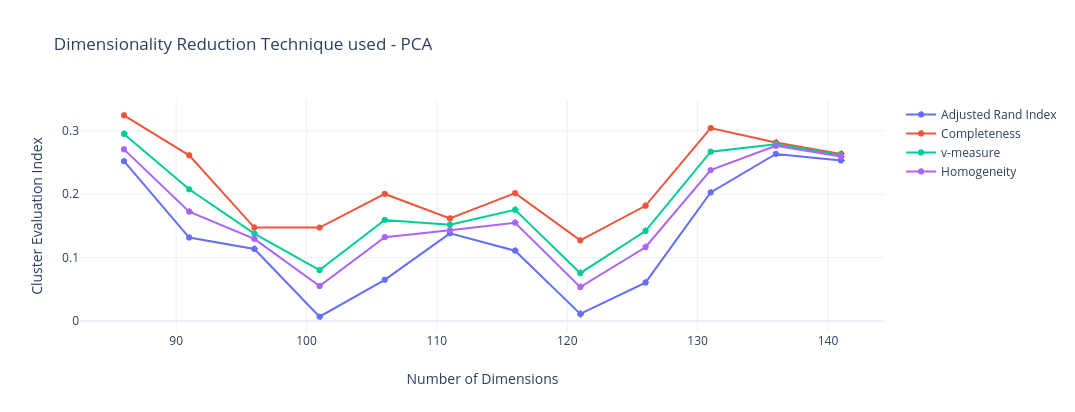 Dimensionality Reduction Technique used - PCA
Adjusted Rand Index
Completeness
v-measure
Homogeneity
Cluster Evaluation Index
0.3
0.2
0.1
0
90
100
110
120
130
140
Number of Dimensions